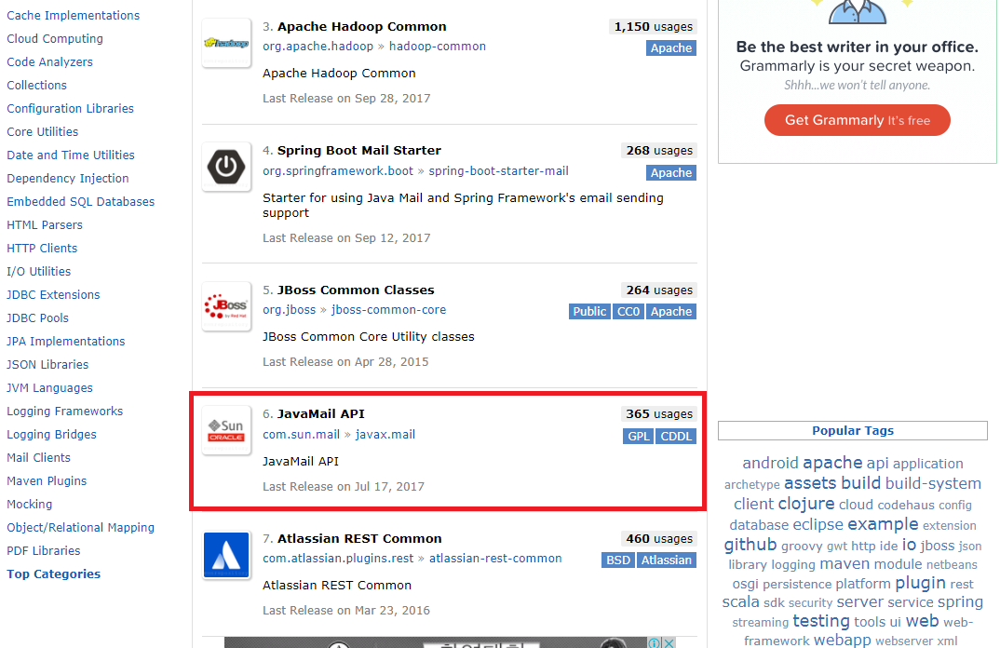 Cache Implementations
Cloud Computing
Code Analyzers
Collections
Configuration Libraries
Core Utilities
Date and Time Utilities
Dependency Injection
Embedded SQL Databases
HTML Parsers
HTTP Clients
I/O Utilities
JDBC Extensions
JDBC Pools
JPA Implementations
JSON Libraries
JVM Languages
Logging Frameworks
Logging Bridges
Mail Clients
Maven Plugins
Mocking
Object/Relational Mapping
PDF Libraries
Top Categories
hadoop
3. Apache Hadoop Common
1,150 usages
org.apache.hadoop » hadoop-common
Apache
Apache Hadoop Common
Last Release on Sep 28, 2017
4. Spring Boot Mail Starter
268 usages
org.springframework.boot » spring-boot-starter-mail
Apache
Starter for using Java Mail and Spring Framework's email sending
support
Last Release on Sep 12, 2017
JBoss
by Red Hat
5. JBoss Common Classes
264 usages
org.jboss » jboss-common-core
Public CC0 Apache
JBoss Common Core Utility classes
Last Release on Apr 28, 2015
Sun
ORACLE
6. JavaMail API
365 usages
com.sun.mail » javax.mail
GPL CDDL
JavaMail API
Last Release on Jul 17, 2017
7. Atlassian REST Common
460 usages
com.atlassian.plugins.rest » atlassian-rest-common
BSD Atlassian
Atlassian REST Common
Last Release on Mar 23, 2016
Be the best writer in your office.
Grammarly is your secret weapon.
Shhh...we won't tell anyone.
Get Grammarly It's free
Popular Tags
android apache api application
archetype assets build build-system
client clojure cloud codehaus config
database eclipse example extension
github groovy gwt http ide io jboss json
library logging maven module netbeans
osgi persistence platform plugin rest
scala sdk security server service spring
streaming testing tools ui web web-
framework webapp webserver xml